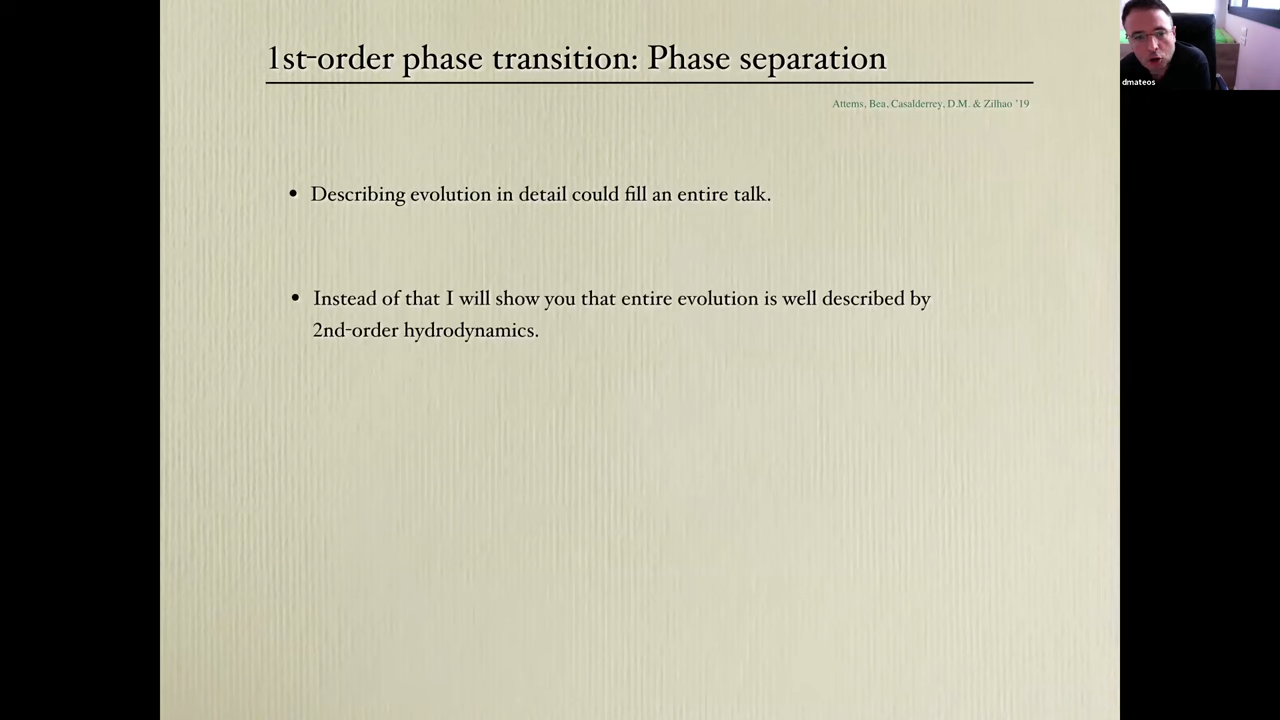 1st-order phase transition: Phase separation
dmateos
Attems, Bea, Casalderrey, D.M. & Zilhao '19
• Describing evolution in detail could fill an entire talk.
• Instead of that I will show you that entire evolution is well described by
2nd-order hydrodynamics.